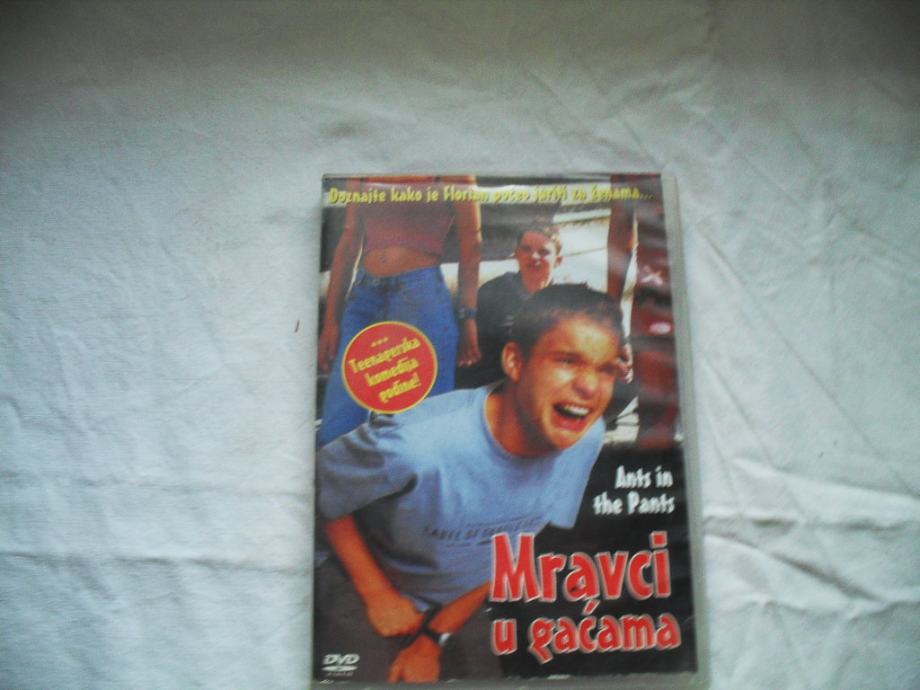 Doznajte kako je Florian počeo juriti za ženama...
...
Teenagerska
komedija
godine!
Ants in
the Pants
Mravci
u gaćama
DVD